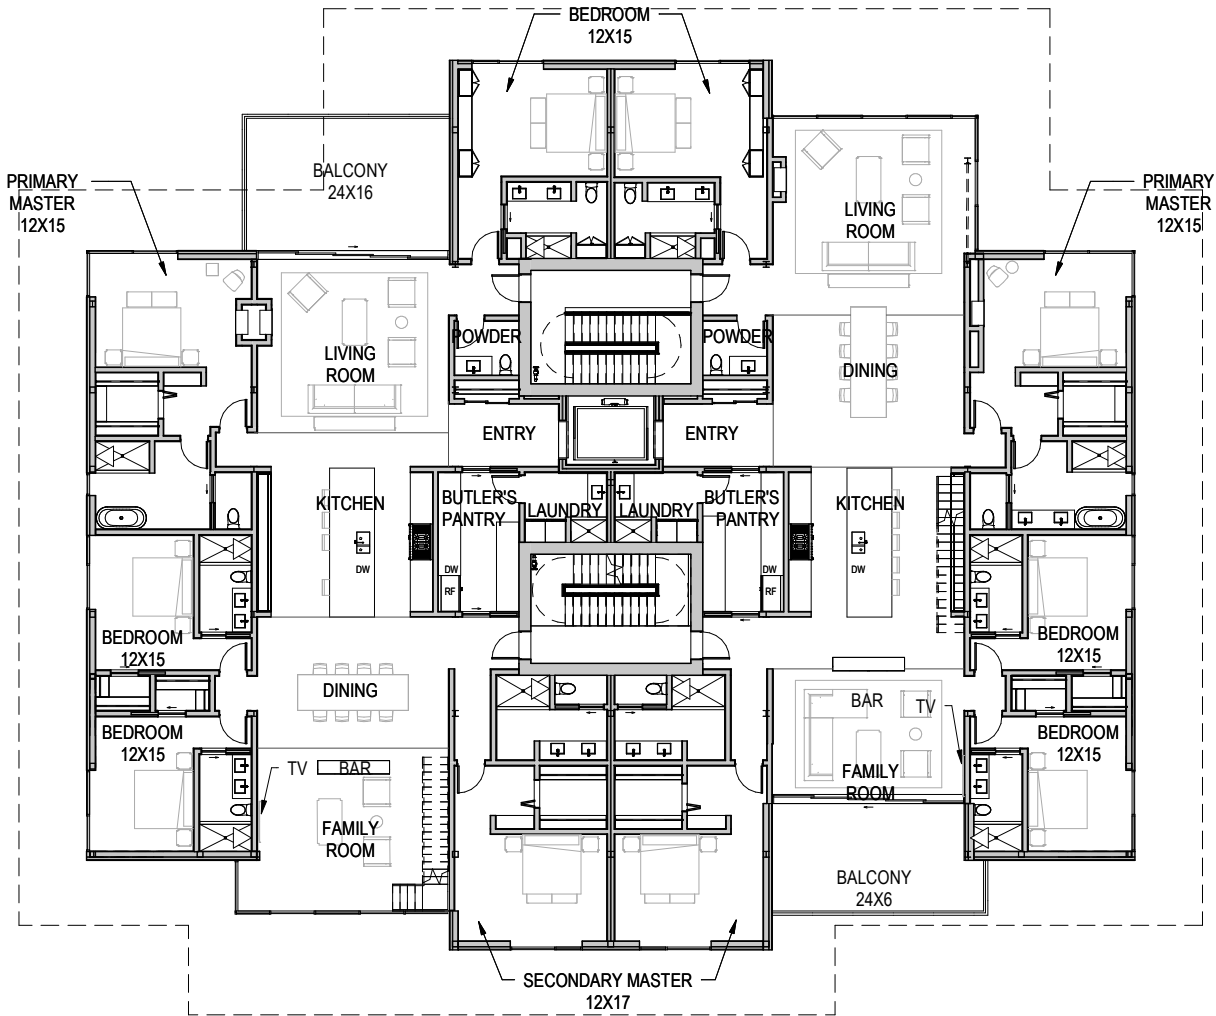 BEDROOM
12X15
BALCONY
24X16
PRIMARY
MASTER
12X15
PRIMARY
MASTER
12X15
LIVING
ROOM
LIVING
ROOM
POWDER
POWDER
DINING
ENTRY
ENTRY
KITCHEN
BUTLER'S
PANTRY
LAUNDRY
LAUNDRY
BUTLER'S
PANTRY
KITCHEN
DW
DW
RF
DW
RF
DW
BEDROOM
12X15
BEDROOM
12X15
DINING
BAR
TV
BEDROOM
12X15
BEDROOM
12X15
TV
BAR
FAMILY
ROOM
FAMILY
ROOM
BALCONY
24X6
SECONDARY MASTER
12X17